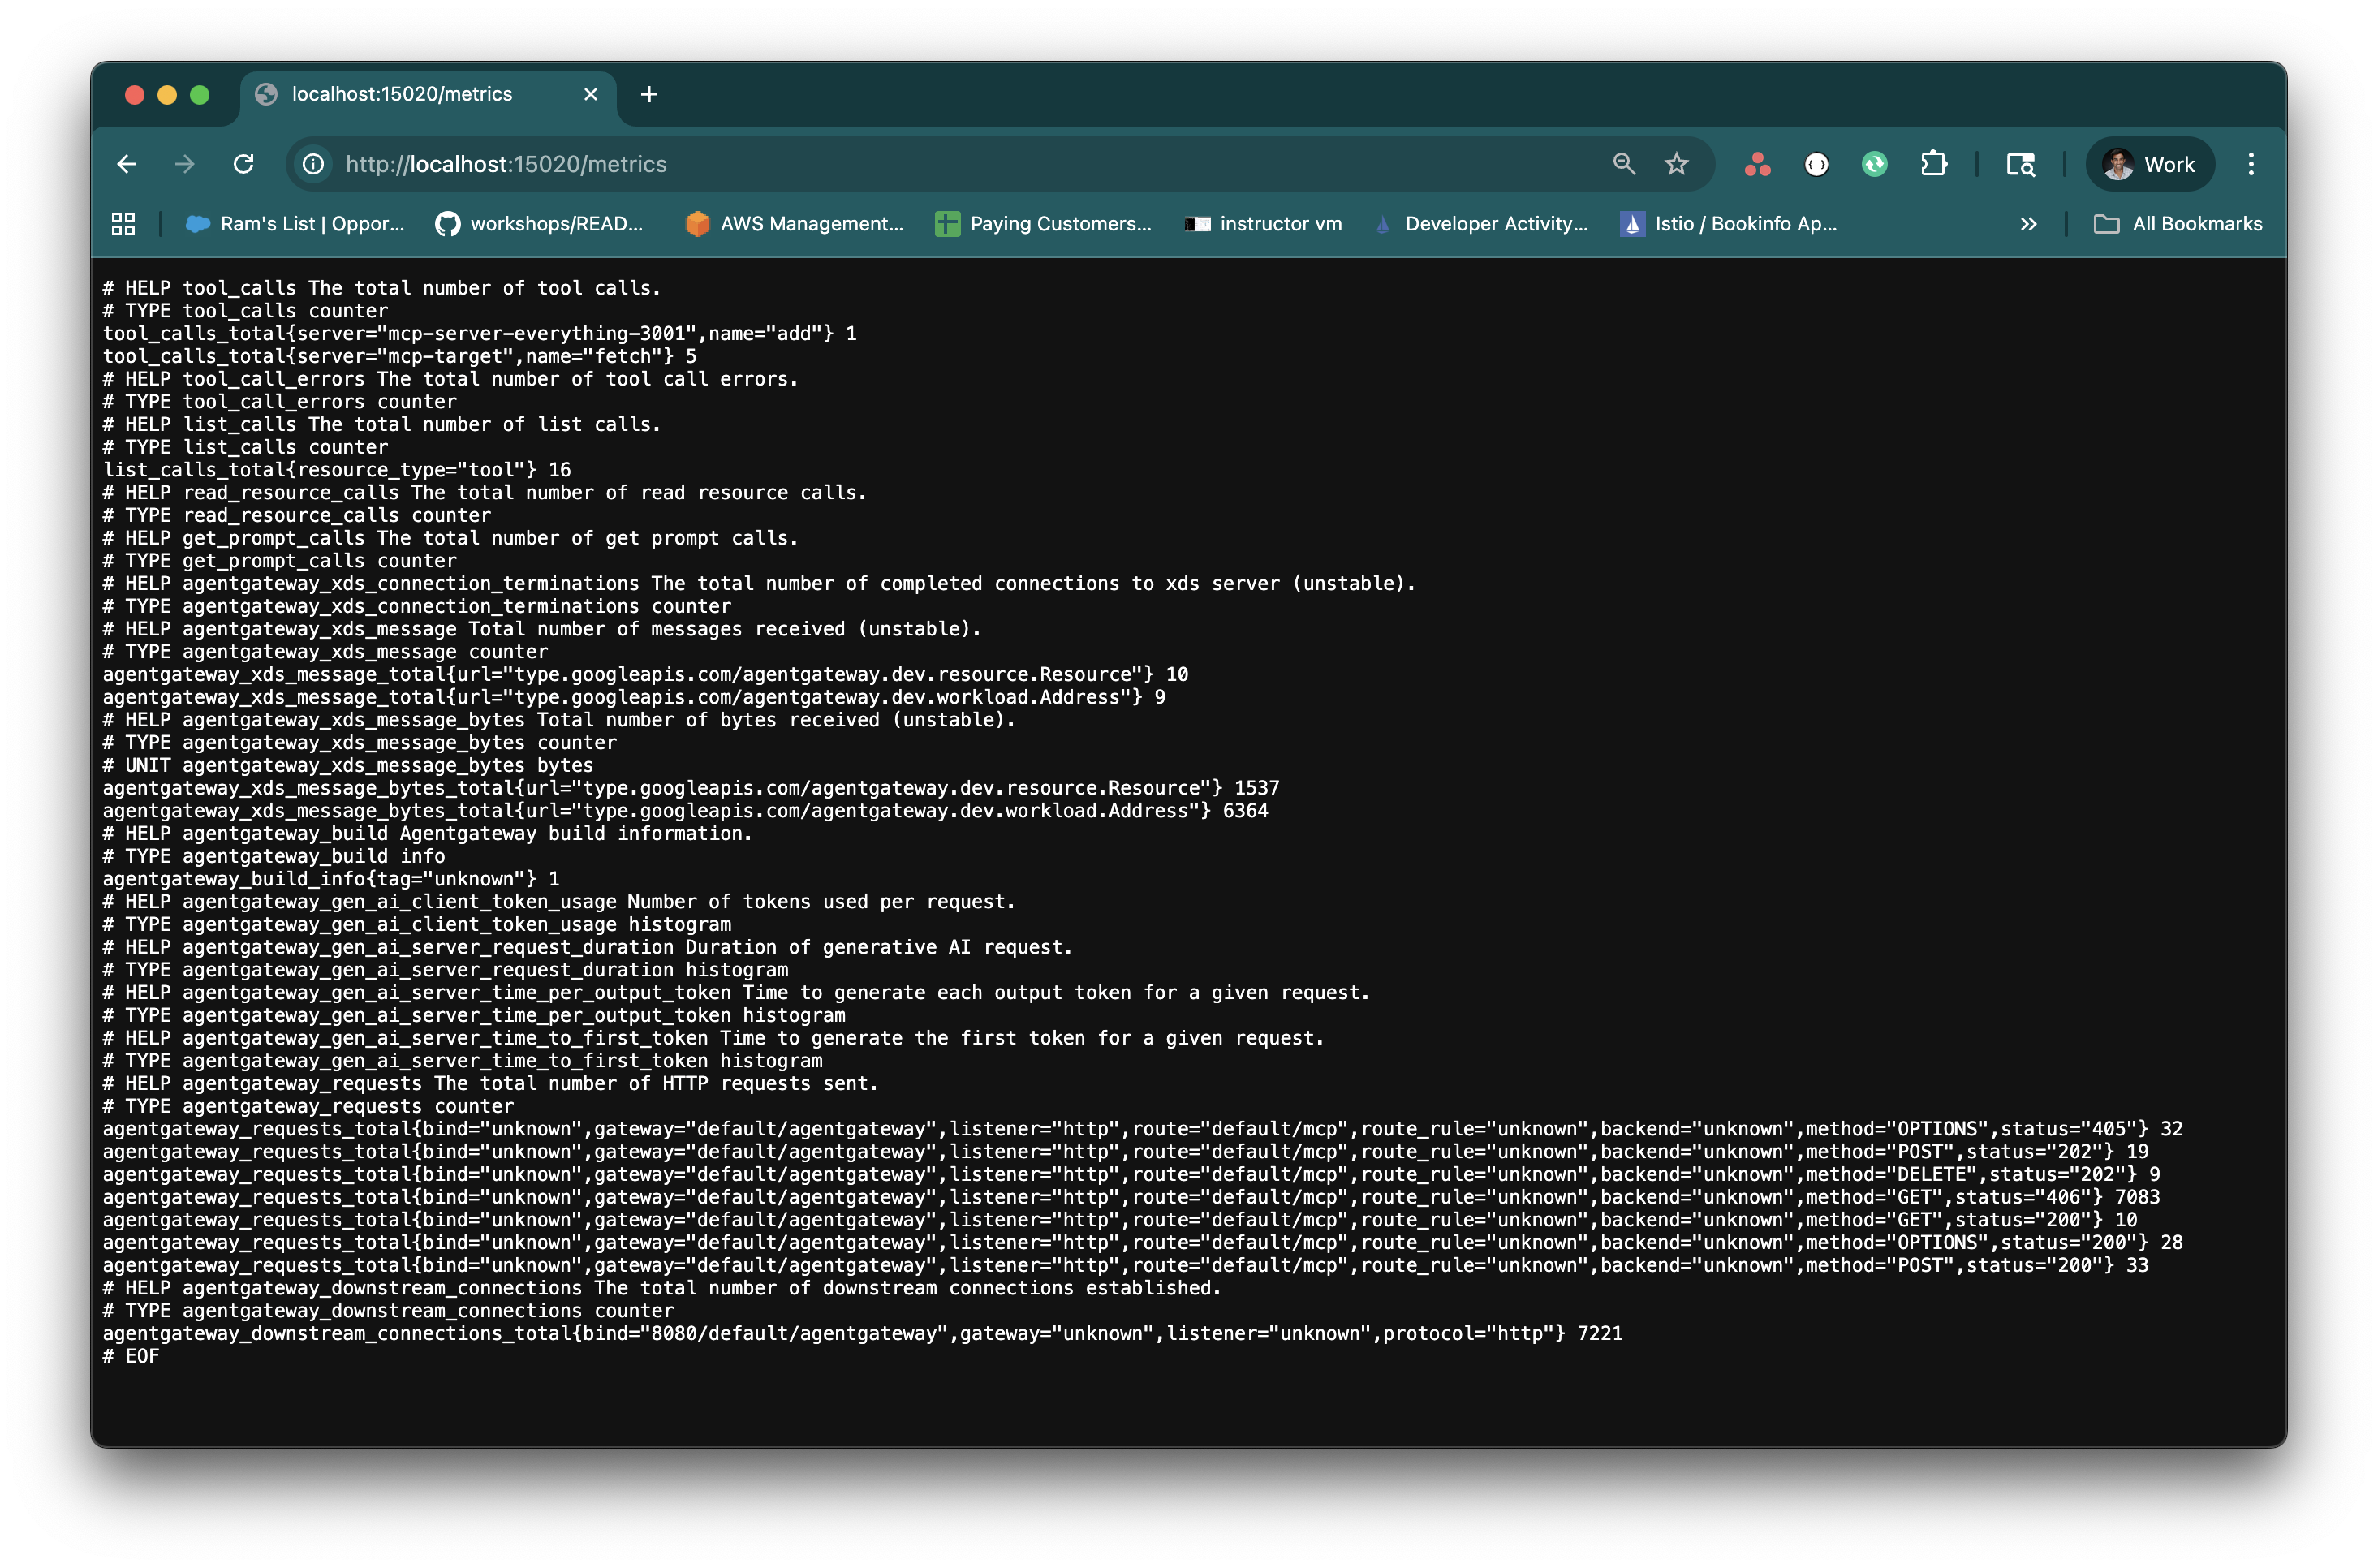 localhost:15020/metrics
http://localhost:15020/metrics
Work
Ram's List | Oppor...
workshops/READ...
AWS Management...
Paying Customers...
instructor vm
Developer Activity...
Istio / Bookinfo Ap...
All Bookmarks
# HELP tool_calls The total number of tool calls.
# TYPE tool_calls counter
tool_calls_total{server="mcp-server-everything-3001",name="add"} 1
tool_calls_total{server="mcp-target",name="fetch"} 5
# HELP tool_call_errors The total number of tool call errors.
# TYPE tool_call_errors counter
# HELP list_calls The total number of list calls.
# TYPE list_calls counter
list_calls_total{resource_type="tool"} 16
# HELP read_resource_calls The total number of read resource calls.
# TYPE read_resource_calls counter
# HELP get_prompt_calls The total number of get prompt calls.
# TYPE get_prompt_calls counter
# HELP agentgateway_xds_connection_terminations The total number of completed connections to xds server (unstable).
# TYPE agentgateway_xds_connection_terminations counter
# HELP agentgateway_xds_message Total number of messages received (unstable).
# TYPE agentgateway_xds_message counter
agentgateway_xds_message_total{url="type.googleapis.com/agentgateway.dev.resource.Resource"} 10
agentgateway_xds_message_total{url="type.googleapis.com/agentgateway.dev.workload.Address"} 9
# HELP agentgateway_xds_message_bytes Total number of bytes received (unstable).
# TYPE agentgateway_xds_message_bytes counter
# UNIT agentgateway_xds_message_bytes bytes
agentgateway_xds_message_bytes_total{url="type.googleapis.com/agentgateway.dev.resource.Resource"} 1537
agentgateway_xds_message_bytes_total{url="type.googleapis.com/agentgateway.dev.workload.Address"} 6364
# HELP agentgateway_build Agentgateway build information.
# TYPE agentgateway_build info
agentgateway_build_info{tag="unknown"} 1
# HELP agentgateway_gen_ai_client_token_usage Number of tokens used per request.
# TYPE agentgateway_gen_ai_client_token_usage histogram
# HELP agentgateway_gen_ai_server_request_duration Duration of generative AI request.
# TYPE agentgateway_gen_ai_server_request_duration histogram
# HELP agentgateway_gen_ai_server_time_per_output_token Time to generate each output token for a given request.
# TYPE agentgateway_gen_ai_server_time_per_output_token histogram
# HELP agentgateway_gen_ai_server_time_to_first_token Time to generate the first token for a given request.
# TYPE agentgateway_gen_ai_server_time_to_first_token histogram
# HELP agentgateway_requests The total number of HTTP requests sent.
# TYPE agentgateway_requests counter
agentgateway_requests_total{bind="unknown",gateway="default/agentgateway",listener="http",route="default/mcp",route_rule="unknown",backend="unknown",method="OPTIONS",status="405"} 32
agentgateway_requests_total{bind="unknown",gateway="default/agentgateway",listener="http",route="default/mcp",route_rule="unknown",backend="unknown",method="POST",status="202"} 19
agentgateway_requests_total{bind="unknown",gateway="default/agentgateway",listener="http",route="default/mcp",route_rule="unknown",backend="unknown",method="DELETE",status="202"} 9
agentgateway_requests_total{bind="unknown",gateway="default/agentgateway",listener="http",route="default/mcp",route_rule="unknown",backend="unknown",method="GET",status="406"} 7083
agentgateway_requests_total{bind="unknown",gateway="default/agentgateway",listener="http",route="default/mcp",route_rule="unknown",backend="unknown",method="GET",status="200"} 10
agentgateway_requests_total{bind="unknown",gateway="default/agentgateway",listener="http",route="default/mcp",route_rule="unknown",backend="unknown",method="OPTIONS",status="200"} 28
agentgateway_requests_total{bind="unknown",gateway="default/agentgateway",listener="http",route="default/mcp",route_rule="unknown",backend="unknown",method="POST",status="200"} 33
# HELP agentgateway_downstream_connections The total number of downstream connections established.
# TYPE agentgateway_downstream_connections counter
agentgateway_downstream_connections_total{bind="8080/default/agentgateway",gateway="unknown",listener="unknown",protocol="http"} 7221
# EOF